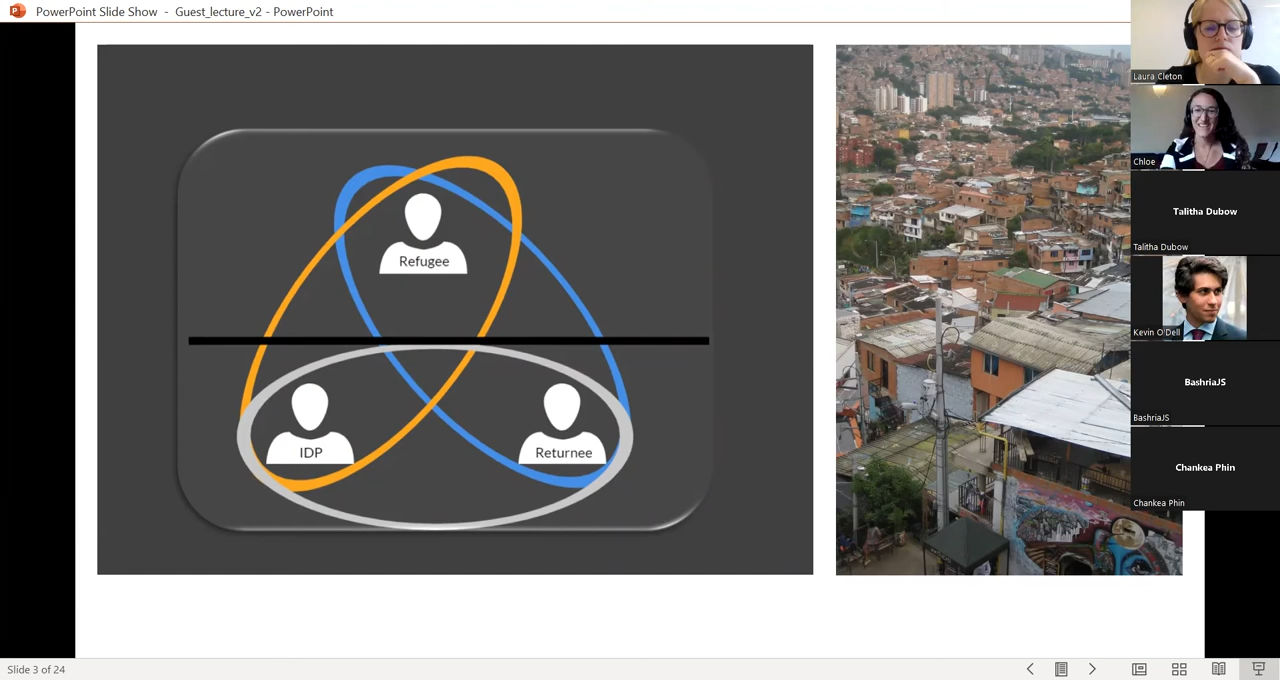 PowerPoint Slide Show - Guest_lecture_v2 - PowerPoint
Refugee
IDP
Returnee
Laura Cleton
Chloe
Talitha Dubow
Talitha Dubow
Kevin O'Dell
BashriaJS
BashriaJS
Chankea Phin
Chankea Phin
Slide 3 of 24